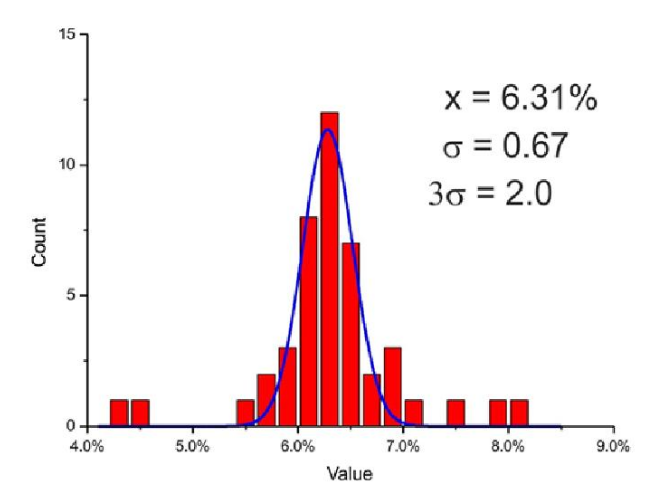 15
10
5
0
Count
x = 6.31%
σ = 0.67
3σ = 2.0
4.0% 5.0% 6.0% 7.0% 8.0% 9.0%
Value